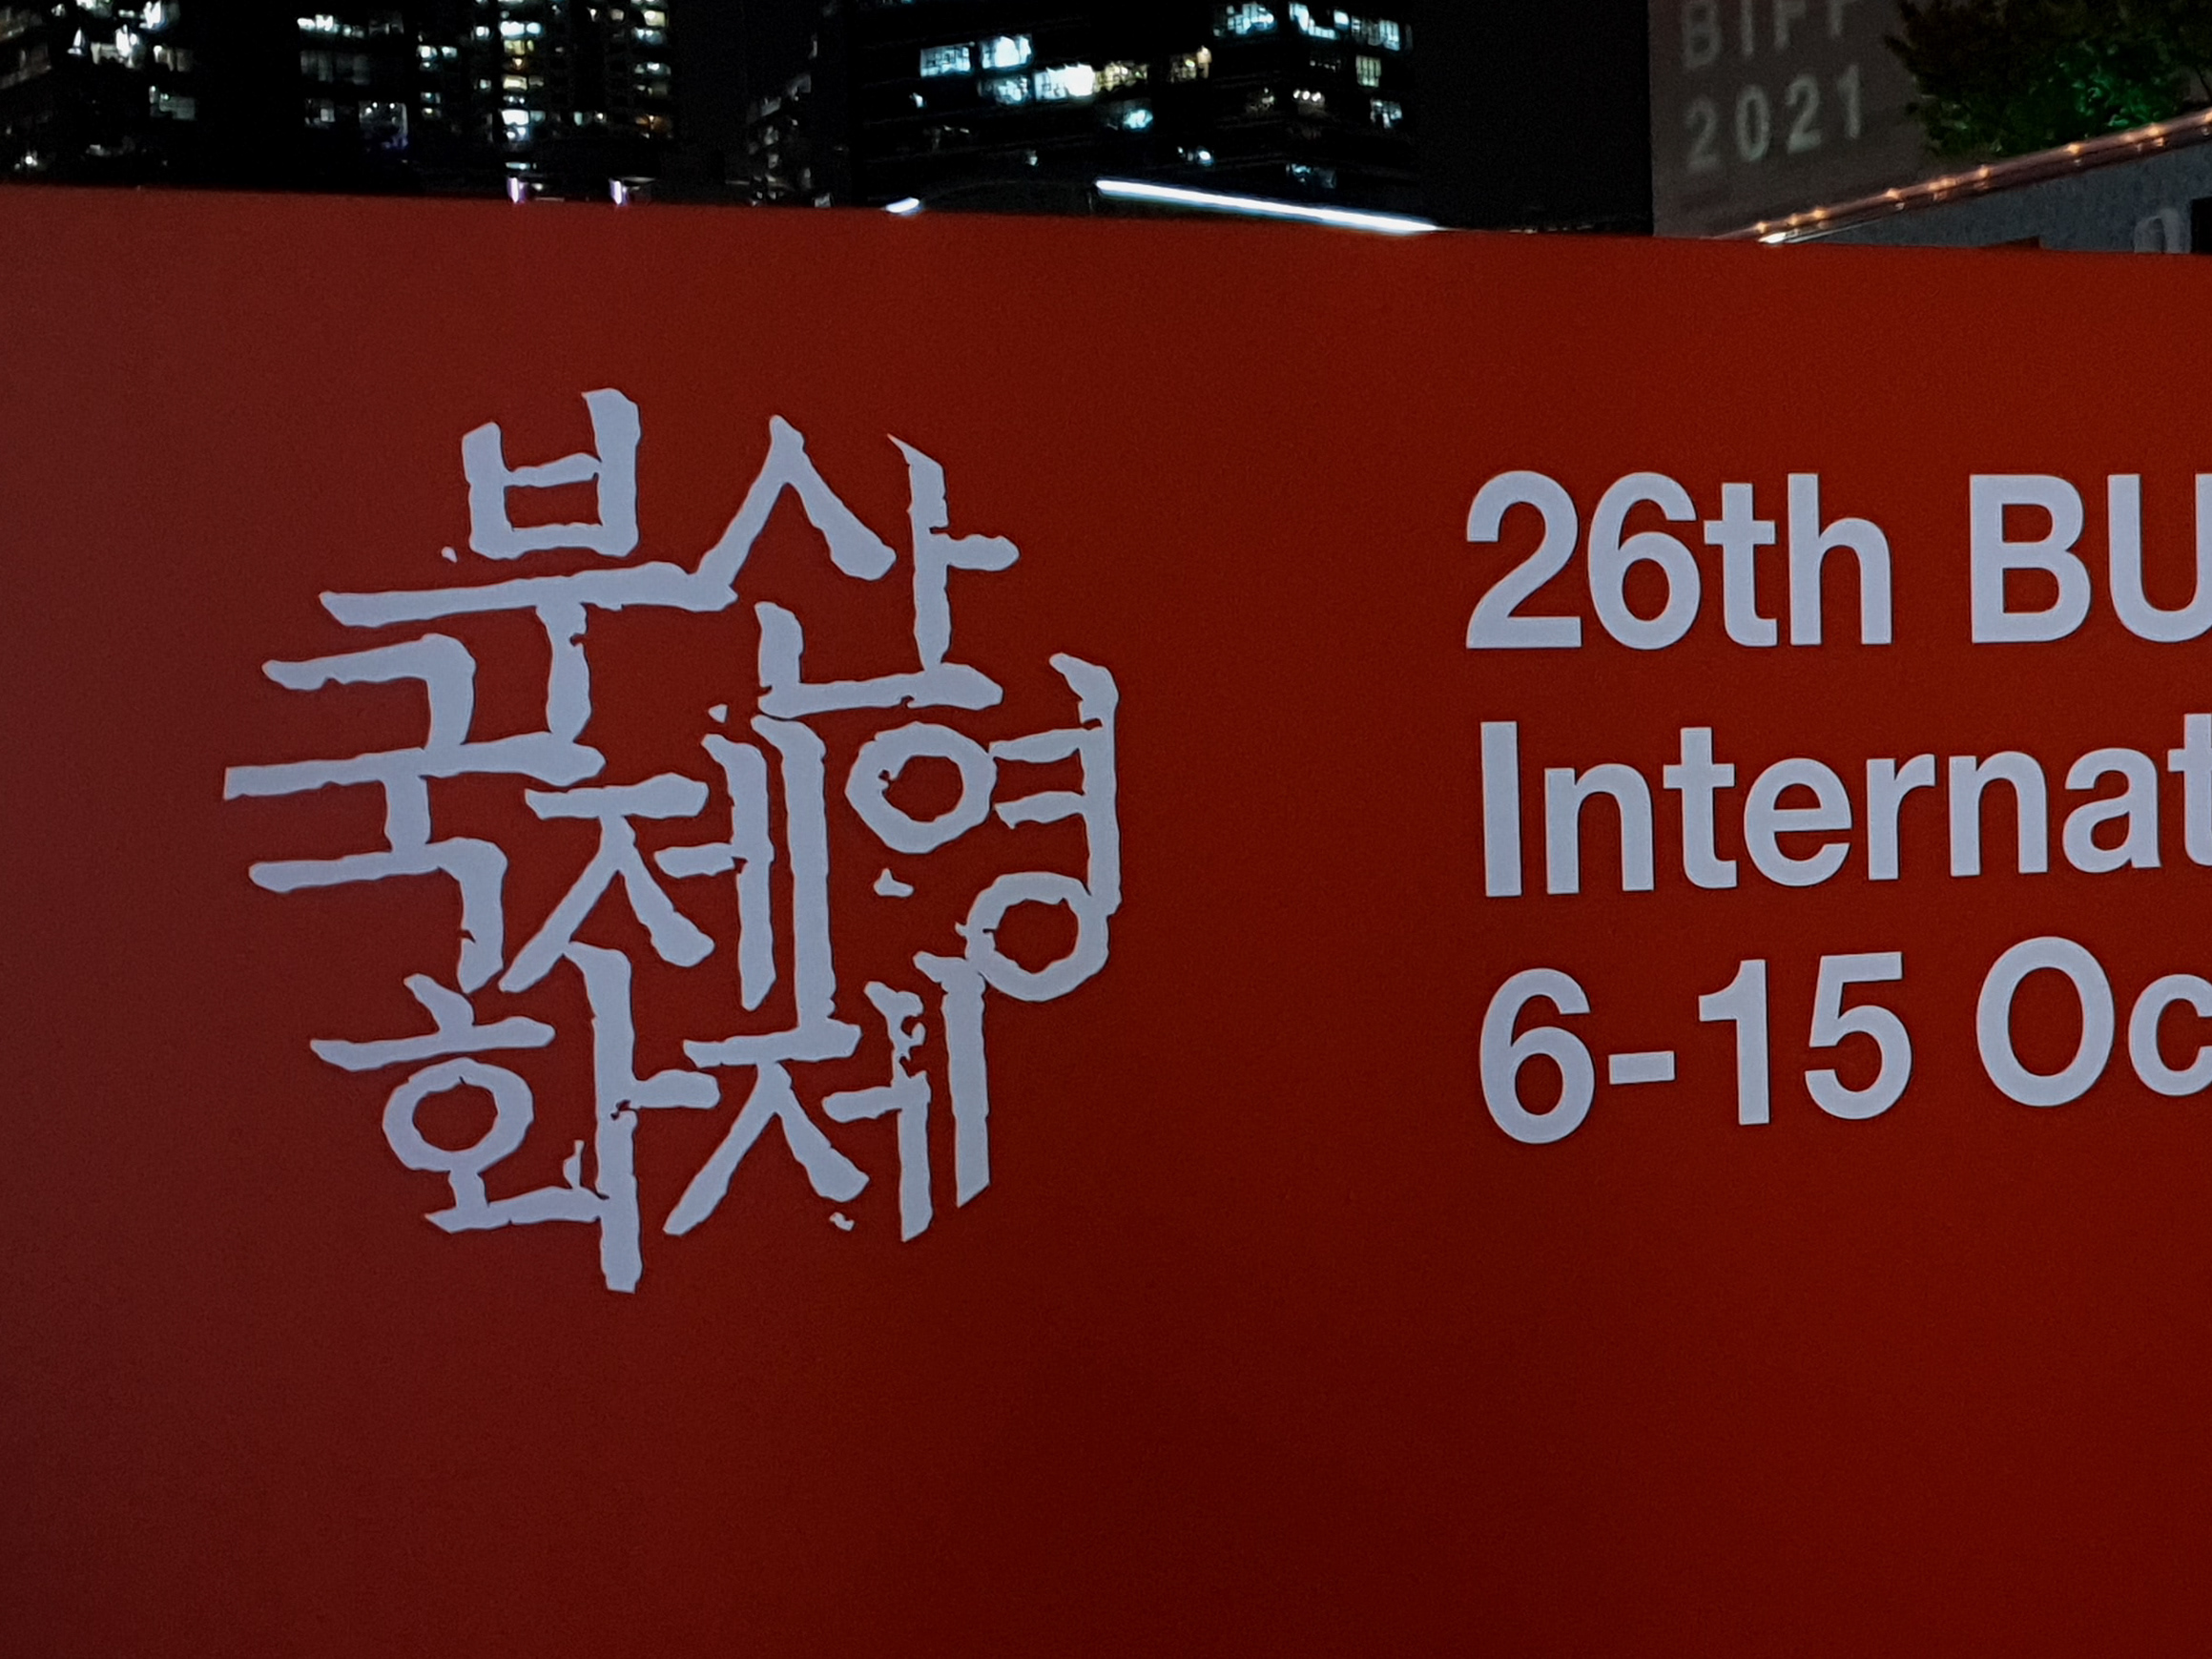 BIFF
2021
부산
국제영
화제
26th BU
Internat
6-15 Oc